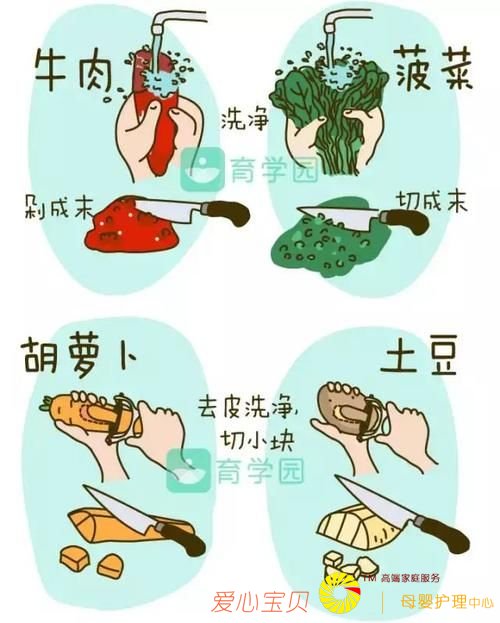 牛肉
菠菜
洗净
育学园
剁成末
切成末
胡萝卜
土豆
去皮洗净,
切小块
育学园
爱心宝贝
TM 高端家庭服务
母婴护理中心